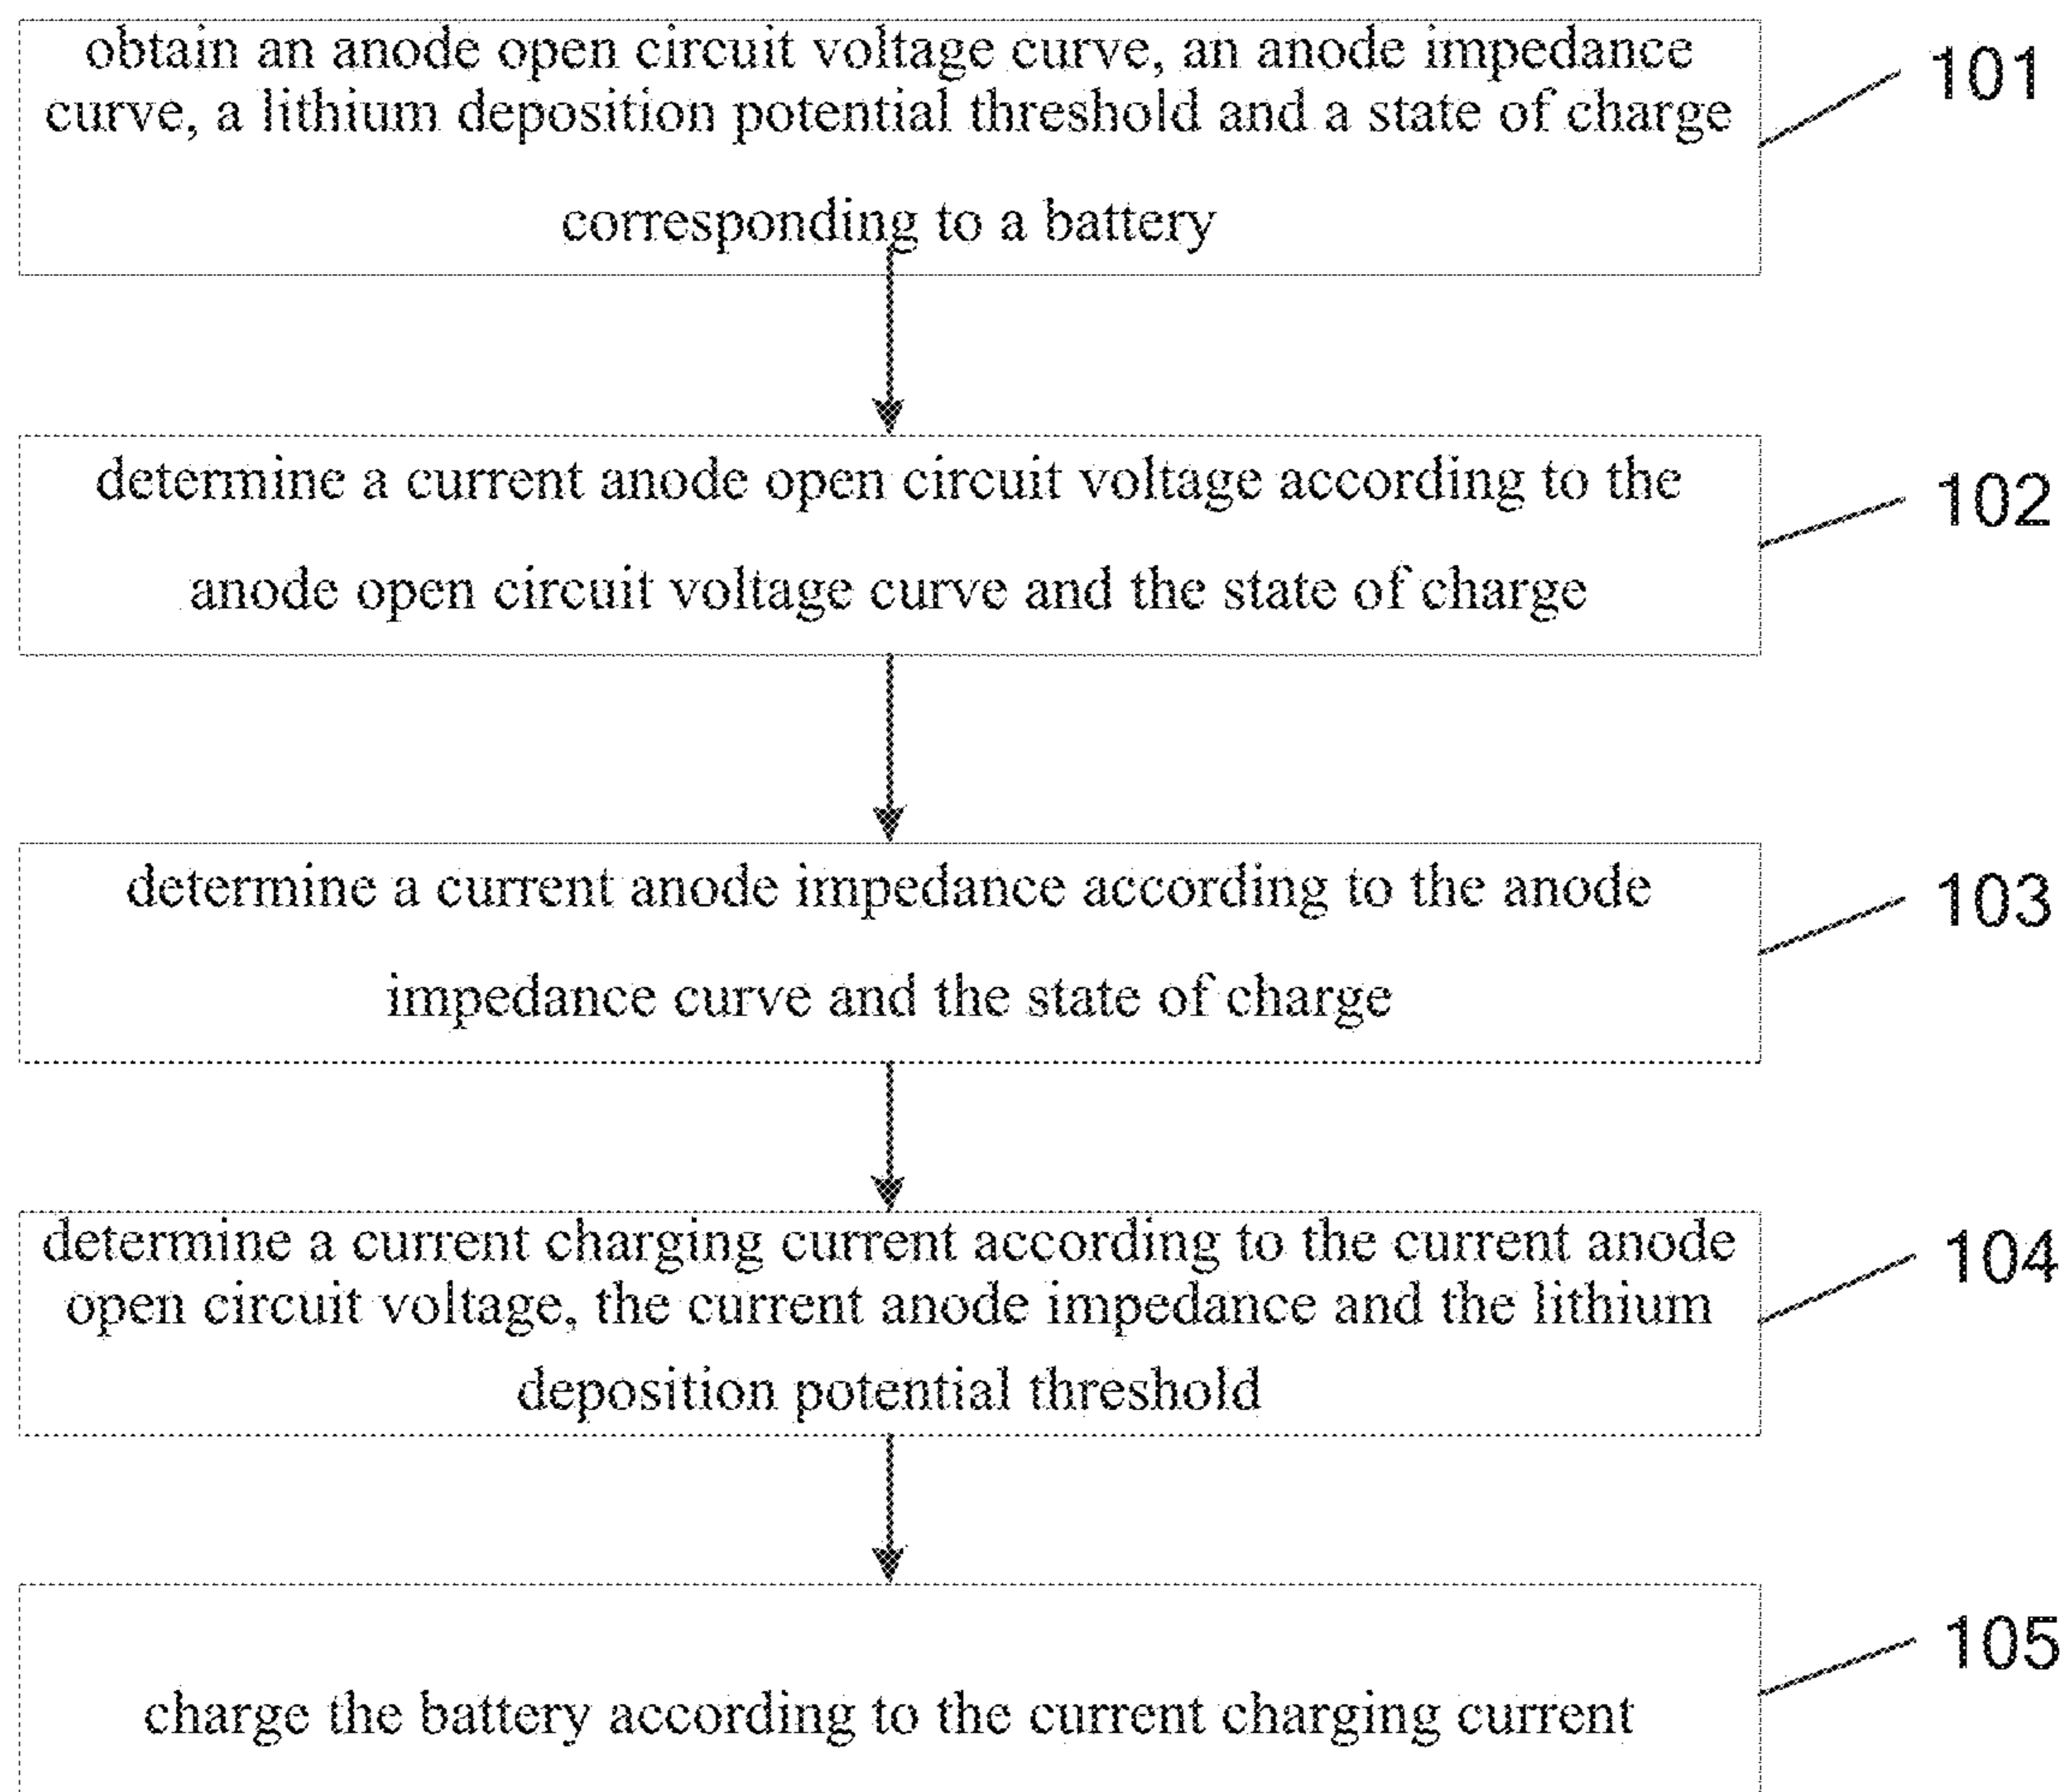 obtain an anode open circuit voltage curve, an anode impedance
curve, a lithium deposition potential threshold and a state of charge
corresponding to a battery
101
determine a current anode open circuit voltage according to the
anode open circuit voltage curve and the state of charge
102
determine a current anode impedance according to the anode
impedance curve and the state of charge
103
determine a current charging current according to the current anode
open circuit voltage, the current anode impedance and the lithium
deposition potential threshold
104
charge the battery according to the current charging current
105